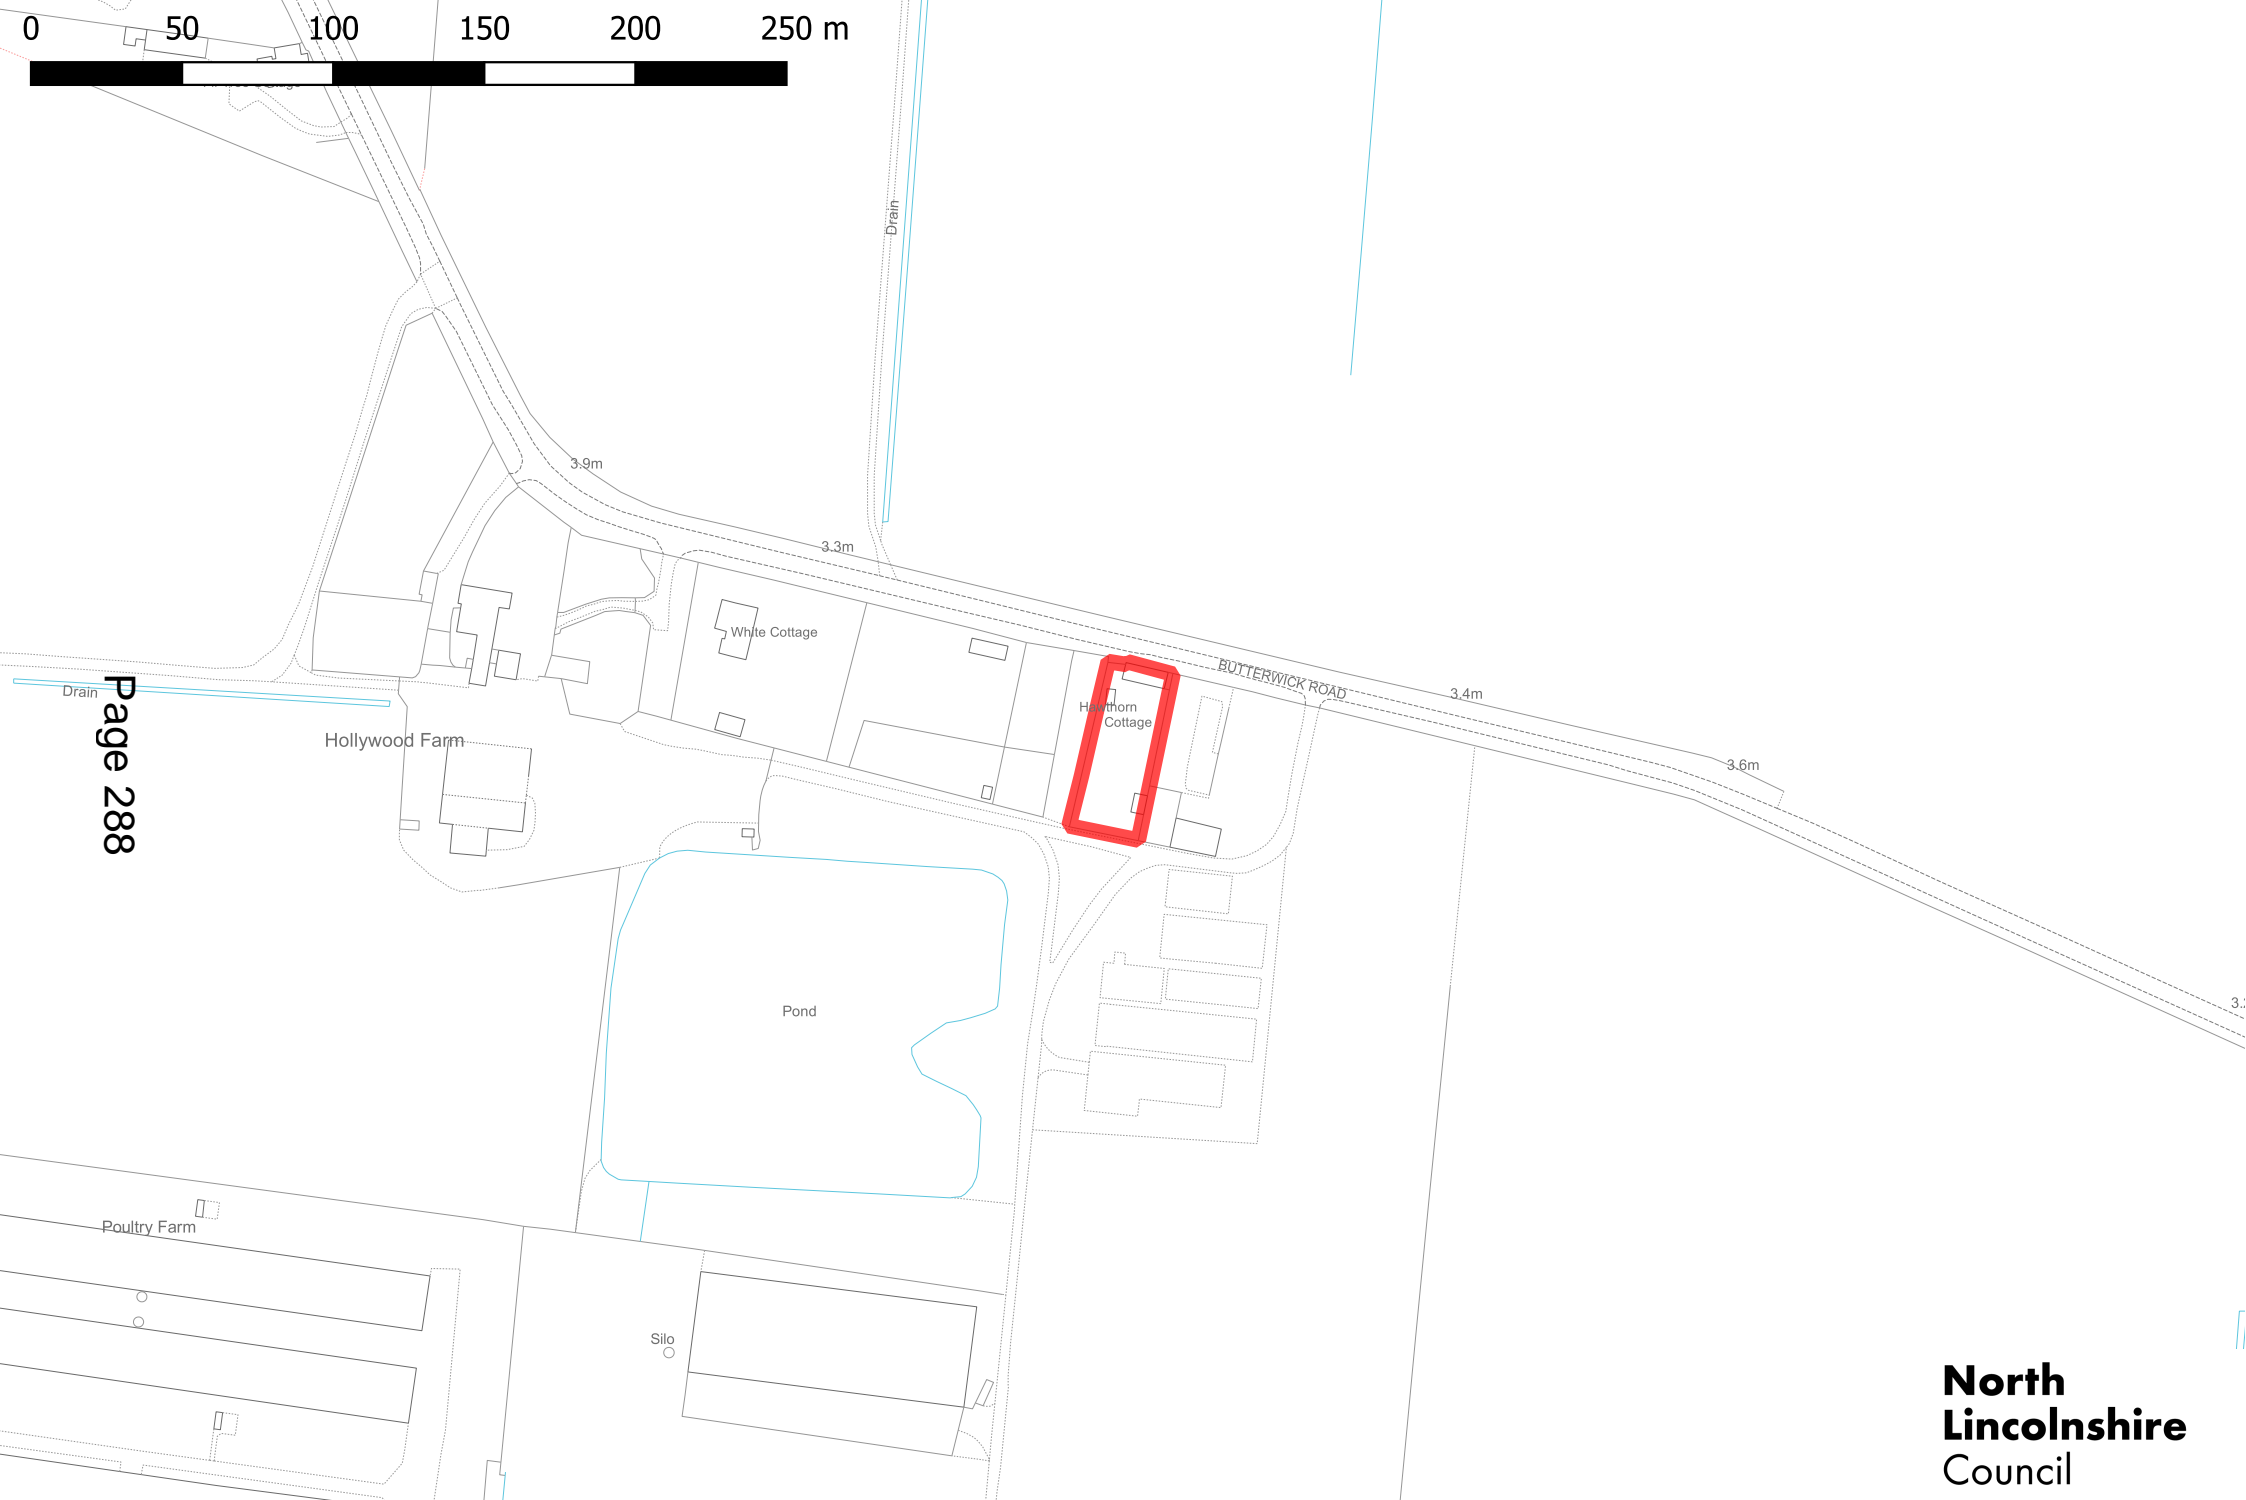 0 50 100 150 200 250 m
Drain
3.9m
3.3m
White Cottage
BUTTERWICK ROAD
3.4m
Hawthorn
Cottage
Drain
Page 288
Hollywood Farm
3.6m
Pond
Poultry Farm
Silo
North
Lincolnshire
Council